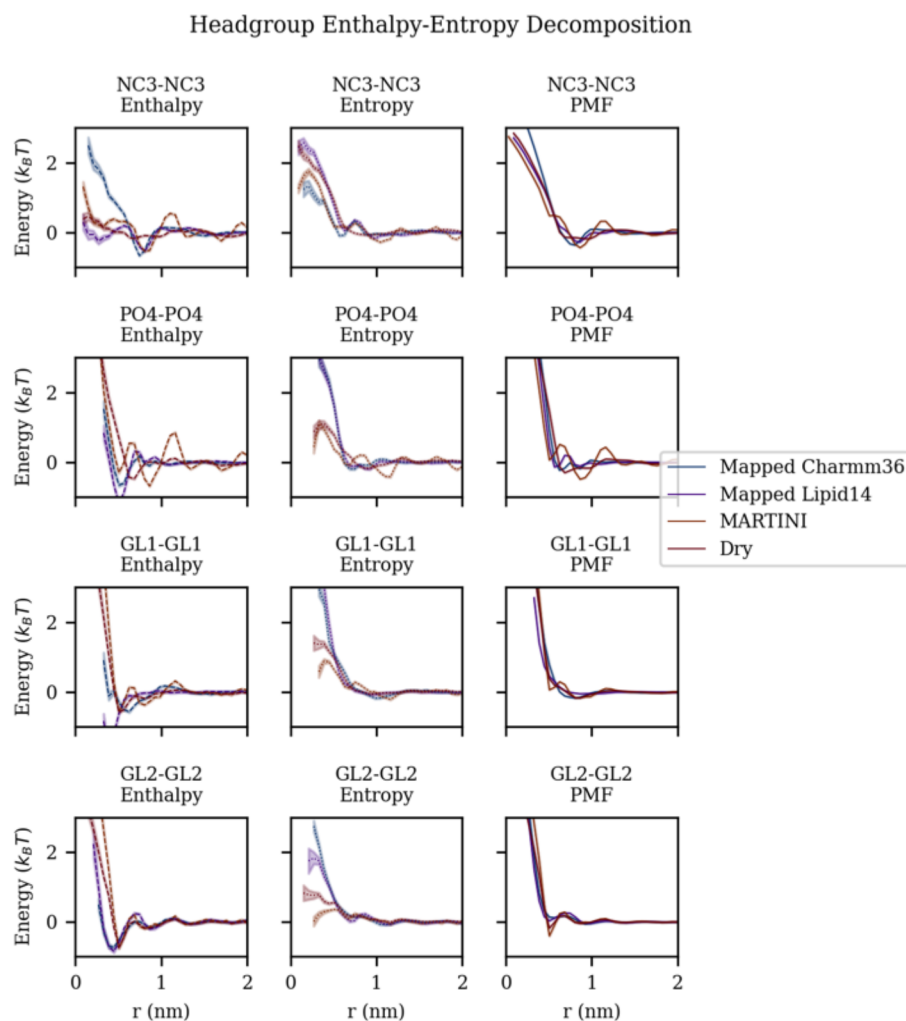 Headgroup Enthalpy-Entropy Decomposition
NC3-NC3
Enthalpy
NC3-NC3
Entropy
NC3-NC3
PMF
Energy (k_BT)
2
0
PO4-PO4
Enthalpy
PO4-PO4
Entropy
PO4-PO4
PMF
Energy (k_BT)
2
0
Mapped Charmm36
Mapped Lipid14
MARTINI
Dry
GL1-GL1
Enthalpy
GL1-GL1
Entropy
GL1-GL1
PMF
Energy (k_BT)
2
0
GL2-GL2
Enthalpy
GL2-GL2
Entropy
GL2-GL2
PMF
Energy (k_BT)
2
0
0 1 2
0 1 2
0 1 2
r (nm)
r (nm)
r (nm)